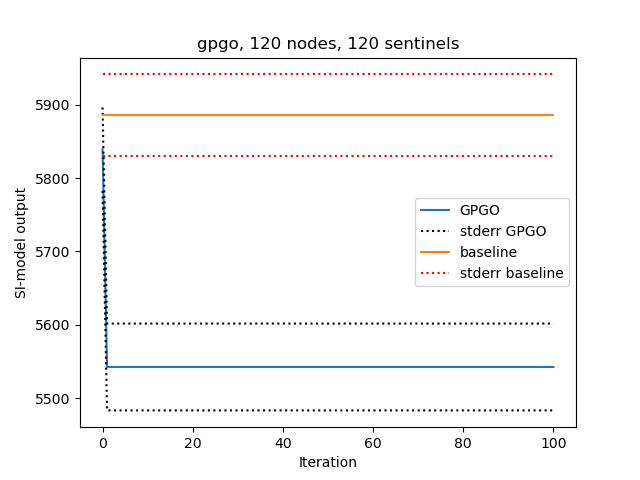 gpgo, 120 nodes, 120 sentinels
5900
5800
5700
5600
5500
SI-model output
GPGO
stderr GPGO
baseline
stderr baseline
0 20 40 60 80 100
Iteration